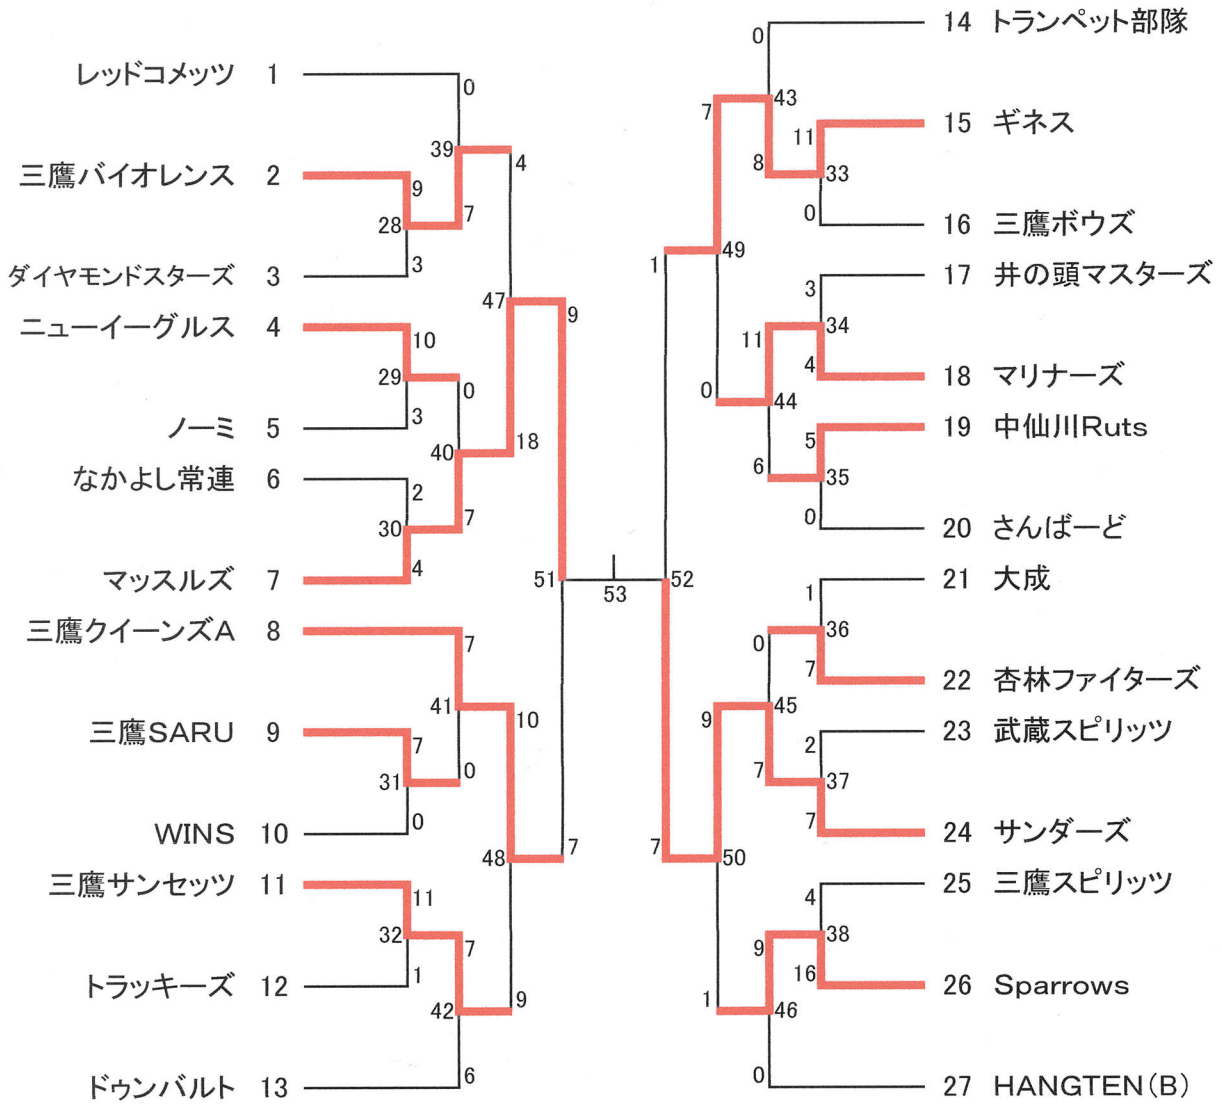 レッドコメッツ 1
三鷹バイオレンス 2
ダイヤモンドスターズ 3
ニューイーグルス 4
ノーミ 5
なかよし常連 6
マッスルズ 7
三鷹クイーンズA 8
三鷹SARU 9
WINS 10
三鷹サンセッツ 11
トラッキーズ 12
ドゥンバルト 13
0
39
4
9
28
7
3
47
9
10
29
0
3
40
18
2
30
7
4
51
53
7
41
10
7
31
0
0
48
7
11
32
7
1
42
9
6
0
43
7
11
8
33
0
1
49
3
34
11
4
0
44
5
6
35
0
52
1
36
0
7
9
45
2
7
37
7
7
50
4
38
9
16
1
46
0
14 トランペット部隊
15 ギネス
16 三鷹ボウズ
17 井の頭マスターズ
18 マリナーズ
19 中仙川Ruts
20 さんばーど
21 大成
22 杏林ファイターズ
23 武蔵スピリッツ
24 サンダーズ
25 三鷹スピリッツ
26 Sparrows
27 HANGTEN(B)